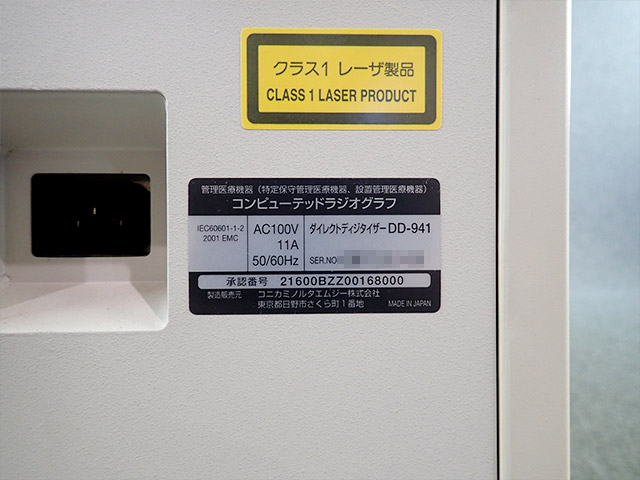 クラス1 レーザ製品
CLASS 1 LASER PRODUCT
管理医療機器（特定保守管理医療機器、設置管理医療機器）
コンピューテッドラジオグラフ
IEC60601-1-2
2001 EMC
AC100V
11A
50/60Hz
ダイレクトディジタイザー DD-941
SER.NO
承認番号 21600BZZ00168000
製造販売元 コニカミノルタエムジー株式会社
東京都日野市さくら町1番地
MADE IN JAPAN